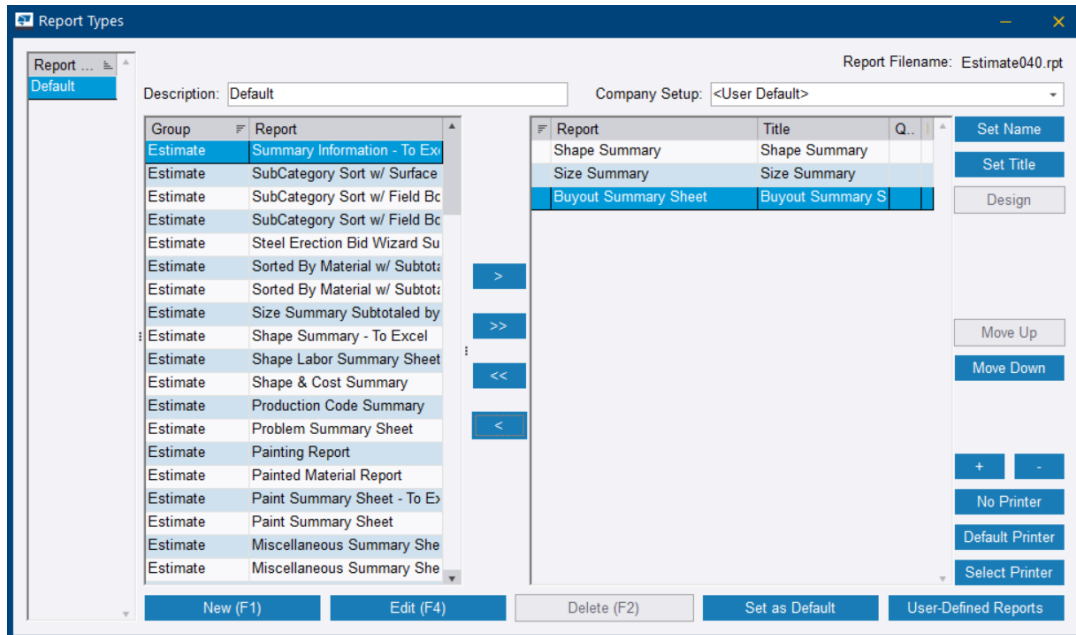 Report Types
Report ...
Default
Report Filename: Estimate040.rpt
Description: Default
Company Setup: <User Default>
Group Report
Estimate Summary Information - To Ex
Estimate SubCategory Sort w/ Surface
Estimate SubCategory Sort w/ Field Bc
Estimate SubCategory Sort w/ Field Bc
Estimate Steel Erection Bid Wizard Su
Estimate Sorted By Material w/ Subtota
Estimate Sorted By Material w/ Subtota
Estimate Size Summary Subtotaled by
Estimate Shape Summary - To Excel
Estimate Shape Labor Summary Sheet
Estimate Shape & Cost Summary
Estimate Production Code Summary
Estimate Problem Summary Sheet
Estimate Painting Report
Estimate Painted Material Report
Estimate Paint Summary Sheet - To Ex
Estimate Paint Summary Sheet
Estimate Miscellaneous Summary She
Estimate Miscellaneous Summary She
>
>>
<<
<
Report Title Q..
Shape Summary Shape Summary
Size Summary Size Summary
Buyout Summary Sheet Buyout Summary S
Set Name
Set Title
Design
Move Up
Move Down
+ -
No Printer
Default Printer
Select Printer
New (F1) Edit (F4) Delete (F2) Set as Default User-Defined Reports